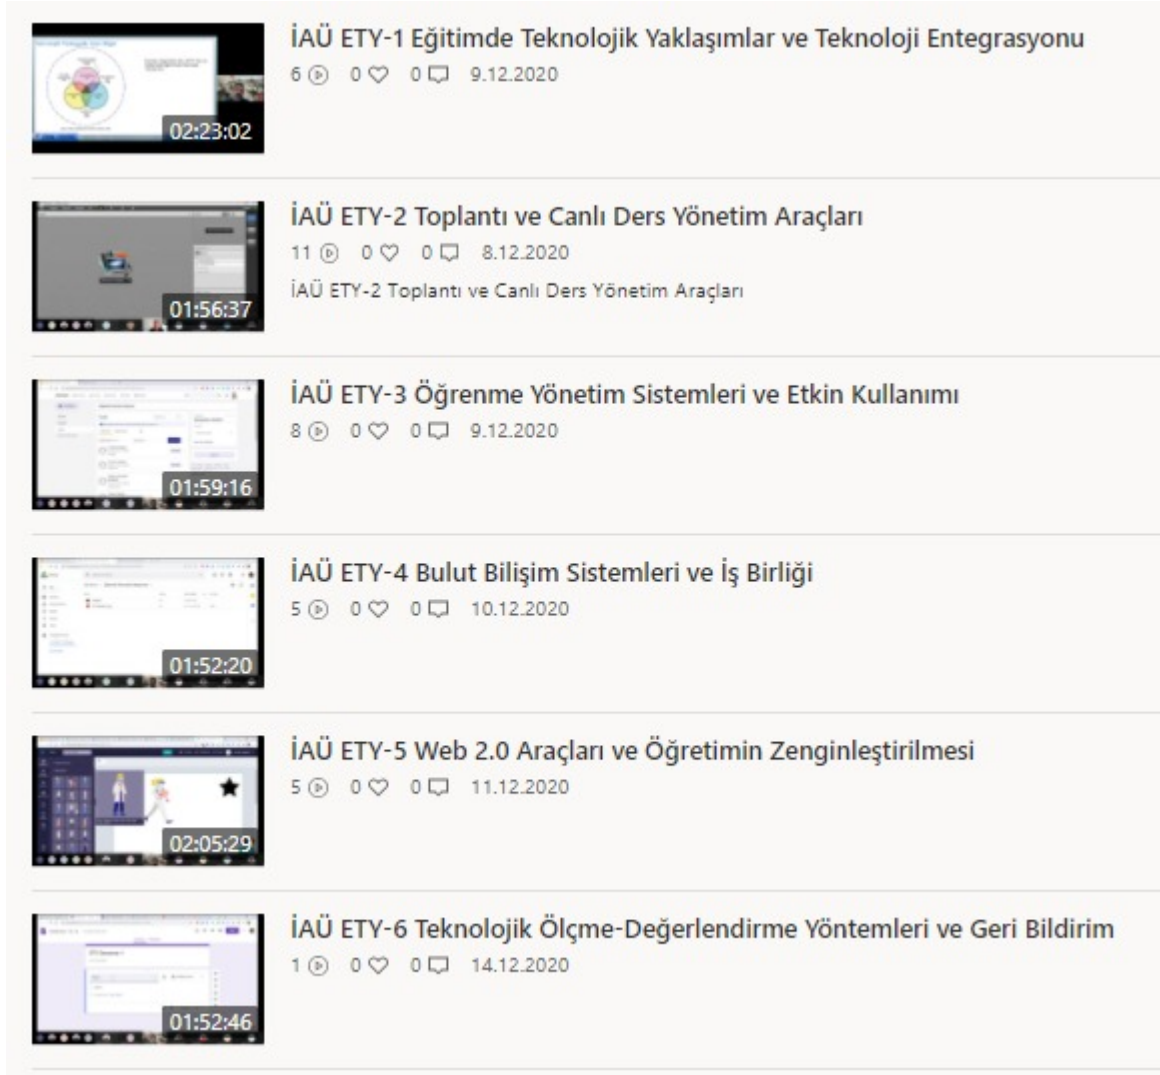 İAÜ ETY-1 Eğitimde Teknolojik Yaklaşımlar ve Teknoloji Entegrasyonu
6 0 0 9.12.2020
02:23:02
İAÜ ETY-2 Toplantı ve Canlı Ders Yönetim Araçları
11 0 0 8.12.2020
İAÜ ETY-2 Toplantı ve Canlı Ders Yönetim Araçları
01:56:37
İAÜ ETY-3 Öğrenme Yönetim Sistemleri ve Etkin Kullanımı
8 0 0 9.12.2020
01:59:16
İAÜ ETY-4 Bulut Bilişim Sistemleri ve İş Birliği
5 0 0 10.12.2020
01:52:20
İAÜ ETY-5 Web 2.0 Araçları ve Öğretimin Zenginleştirilmesi
5 0 0 11.12.2020
02:05:29
İAÜ ETY-6 Teknolojik Ölçme-Değerlendirme Yöntemleri ve Geri Bildirim
1 0 0 14.12.2020
01:52:46